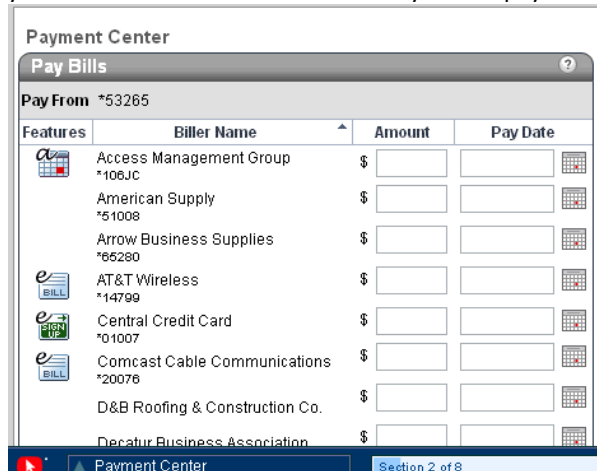 Payment Center
Pay Bills ?
Pay From *53265
Features Biller Name Amount Pay Date
a Access Management Group $
*106JC
American Supply $
*51008
Arrow Business Supplies $
*65280
e BILL AT&T Wireless $
*14799
e SIGN UP Central Credit Card $
*01007
e BILL Comcast Cable Communications $
*20076
D&B Roofing & Construction Co. $
Decatur Business Association $
Payment Center Section 2 of 8